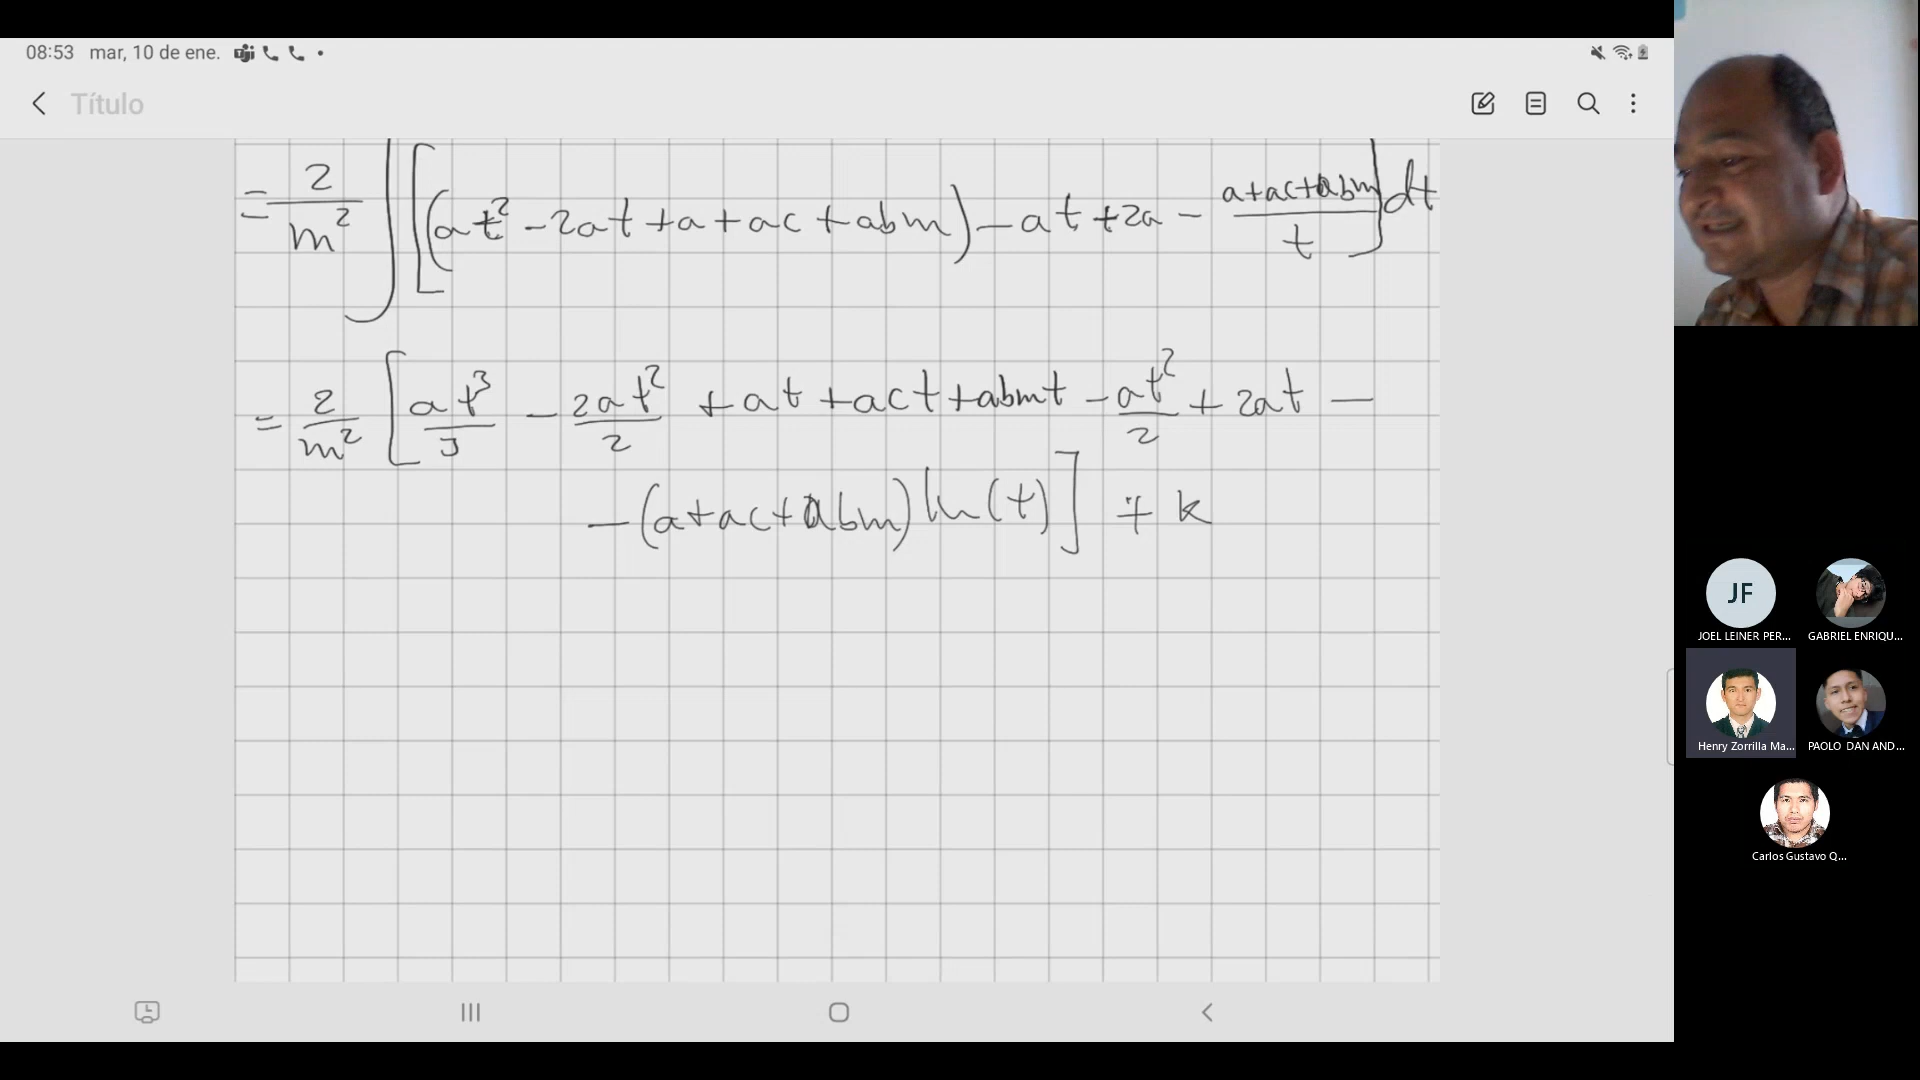 08:53 mar, 10 de ene.
Título
= 2/m² ∫ [(at² - 2at + a + ac + abm) - at + 2a - (a+ac+abm)/t] dt
= 2/m² [at³/3 - 2at²/2 + at + act + abmt - at²/2 + 2at -
- (a+ac+abm) ln(t)] + k
JF
JOEL LEINER PER...
GABRIEL ENRIQU...
Henry Zorrilla Ma...
PAOLO DAN AND...
Carlos Gustavo Q...